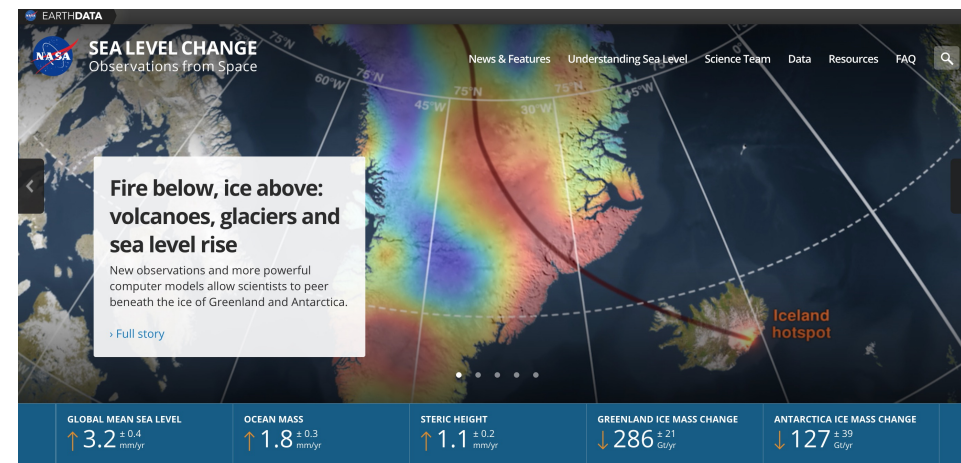 EARTHDATA
NASA
SEA LEVEL CHANGE
Observations from Space
News & Features Understanding Sea Level Science Team Data Resources FAQ
75°N
75°N
60°W
75°N
75°N
45°W
30°W
15°W
Fire below, ice above:
volcanoes, glaciers and
sea level rise
New observations and more powerful
computer models allow scientists to peer
beneath the ice of Greenland and Antarctica.
› Full story
Iceland
hotspot
GLOBAL MEAN SEA LEVEL
↑ 3.2 ± 0.4 mm/yr
OCEAN MASS
↑ 1.8 ± 0.3 mm/yr
STERIC HEIGHT
↑ 1.1 ± 0.2 mm/yr
GREENLAND ICE MASS CHANGE
↓ 286 ± 21 Gt/yr
ANTARCTICA ICE MASS CHANGE
↓ 127 ± 39 Gt/yr